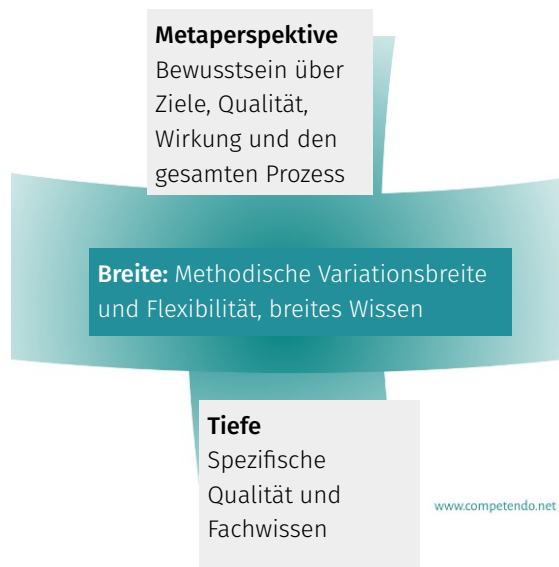 Metaperspektive
Bewusstsein über
Ziele, Qualität,
Wirkung und den
gesamten Prozess
Breite: Methodische Variationsbreite
und Flexibilität, breites Wissen
Tiefe
Spezifische
Qualität und
Fachwissen
www.competendo.net